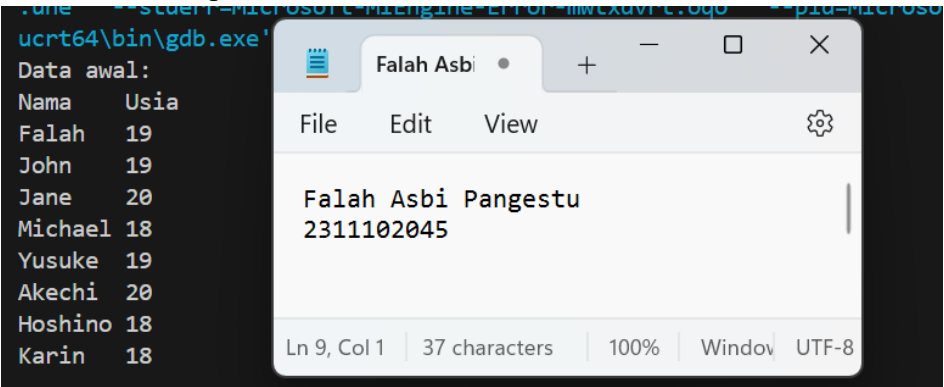 ucrt64\bin\gdb.exe'
Data awal:
Nama Usia
Falah 19
John 19
Jane 20
Michael 18
Yusuke 19
Akechi 20
Hoshino 18
Karin 18
Falah Asbi
File Edit View
Falah Asbi Pangestu
2311102045
Ln 9, Col 1 37 characters 100% Window UTF-8